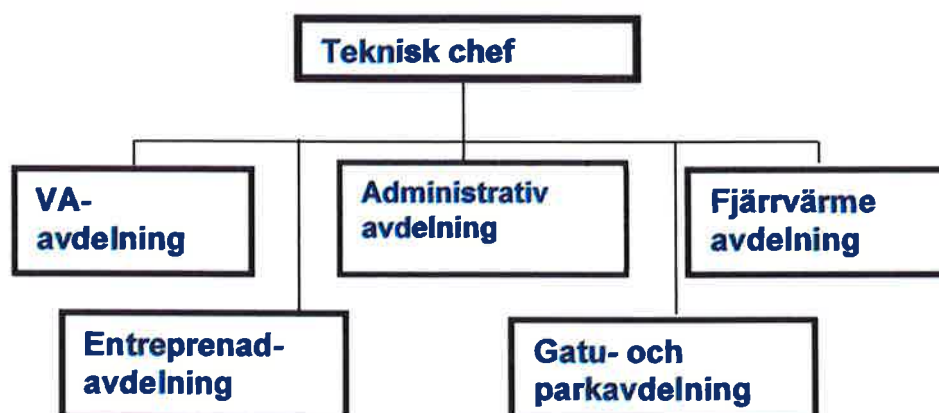 Teknisk chef
VA-
avdelning
Administrativ
avdelning
Fjärrvärme
avdelning
Entreprenad-
avdelning
Gatu- och
parkavdelning